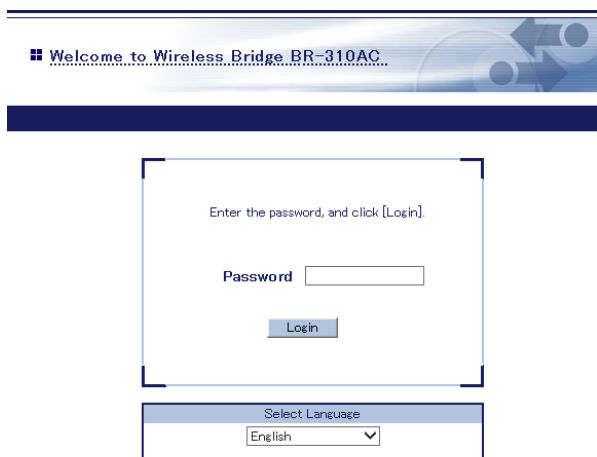 Welcome to Wireless Bridge BR-310AC
Enter the password, and click [Login].
Password
Login
Select Language
English